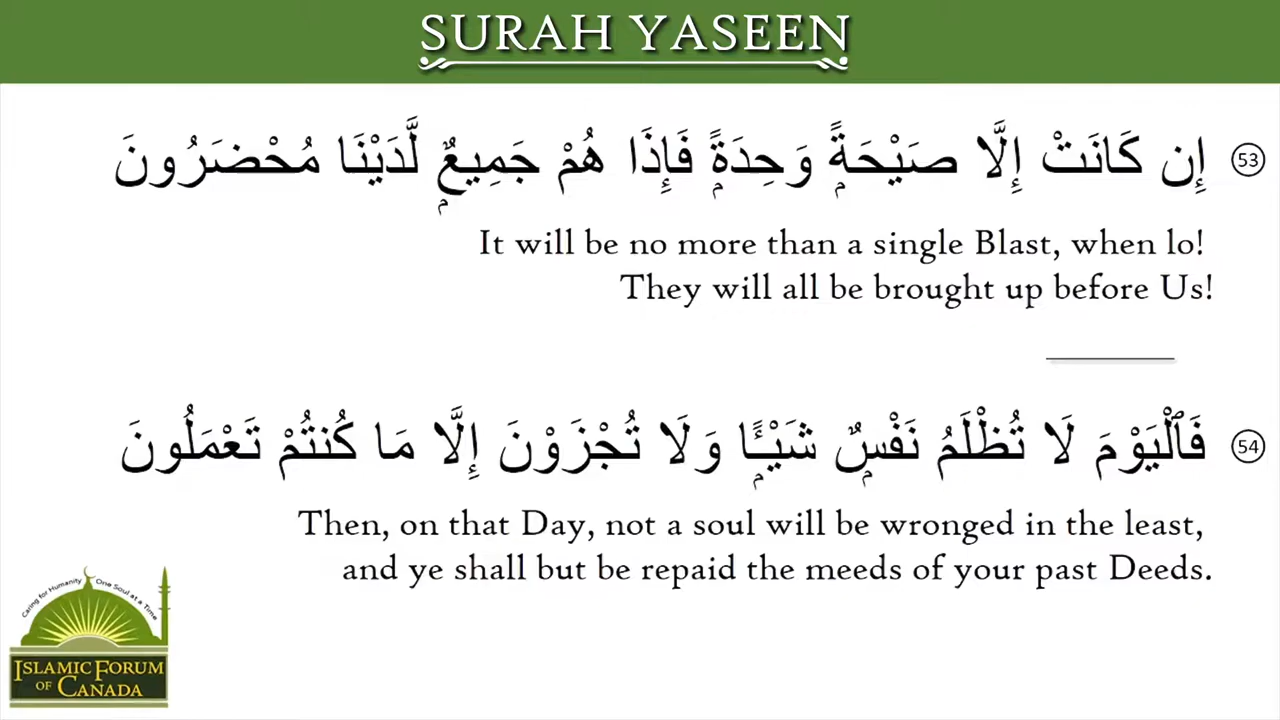 SURAH YASEEN
إِن كَانَتْ إِلَّا صَيْحَةًۭ وَٰحِدَةًۭ فَإِذَا هُمْ جَمِيعٌۭ لَّدَيْنَا مُحْضَرُونَ 53
It will be no more than a single Blast, when lo!
They will all be brought up before Us!
فَٱلْيَوْمَ لَا تُظْلَمُ نَفْسٌۭ شَيْـًۭٔا وَلَا تُجْزَوْنَ إِلَّا مَا كُنتُمْ تَعْمَلُونَ 54
Then, on that Day, not a soul will be wronged in the least,
and ye shall but be repaid the meeds of your past Deeds.
Caring for Humanity One Soul at a Time
ISLAMIC FORUM
OF CANADA